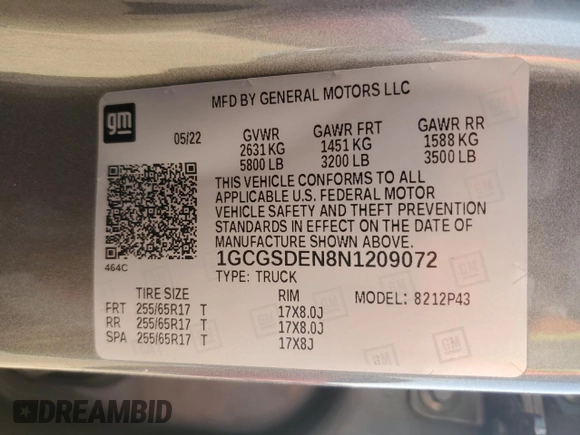 MFD BY GENERAL MOTORS LLC
gm
05/22 GVWR GAWR FRT GAWR RR
2631 KG 1451 KG 1588 KG
5800 LB 3200 LB 3500 LB
THIS VEHICLE CONFORMS TO ALL
APPLICABLE U.S. FEDERAL MOTOR
VEHICLE SAFETY AND THEFT PREVENTION
STANDARDS IN EFFECT ON THE DATE OF
MANUFACTURE SHOWN ABOVE.
464C 1GCGSDEN8N1209072
TYPE: TRUCK
TIRE SIZE RIM MODEL: 8212P43
FRT 255/65R17 T 17X8.0J
RR 255/65R17 T 17X8.0J
SPA 255/65R17 T 17X8J
DREAMBID